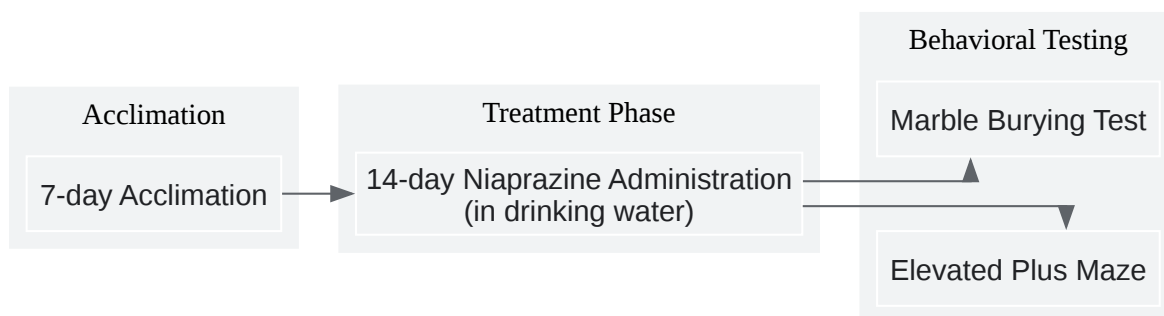 Acclimation
7-day Acclimation
Treatment Phase
14-day Niaprazine Administration
(in drinking water)
Behavioral Testing
Marble Burying Test
Elevated Plus Maze